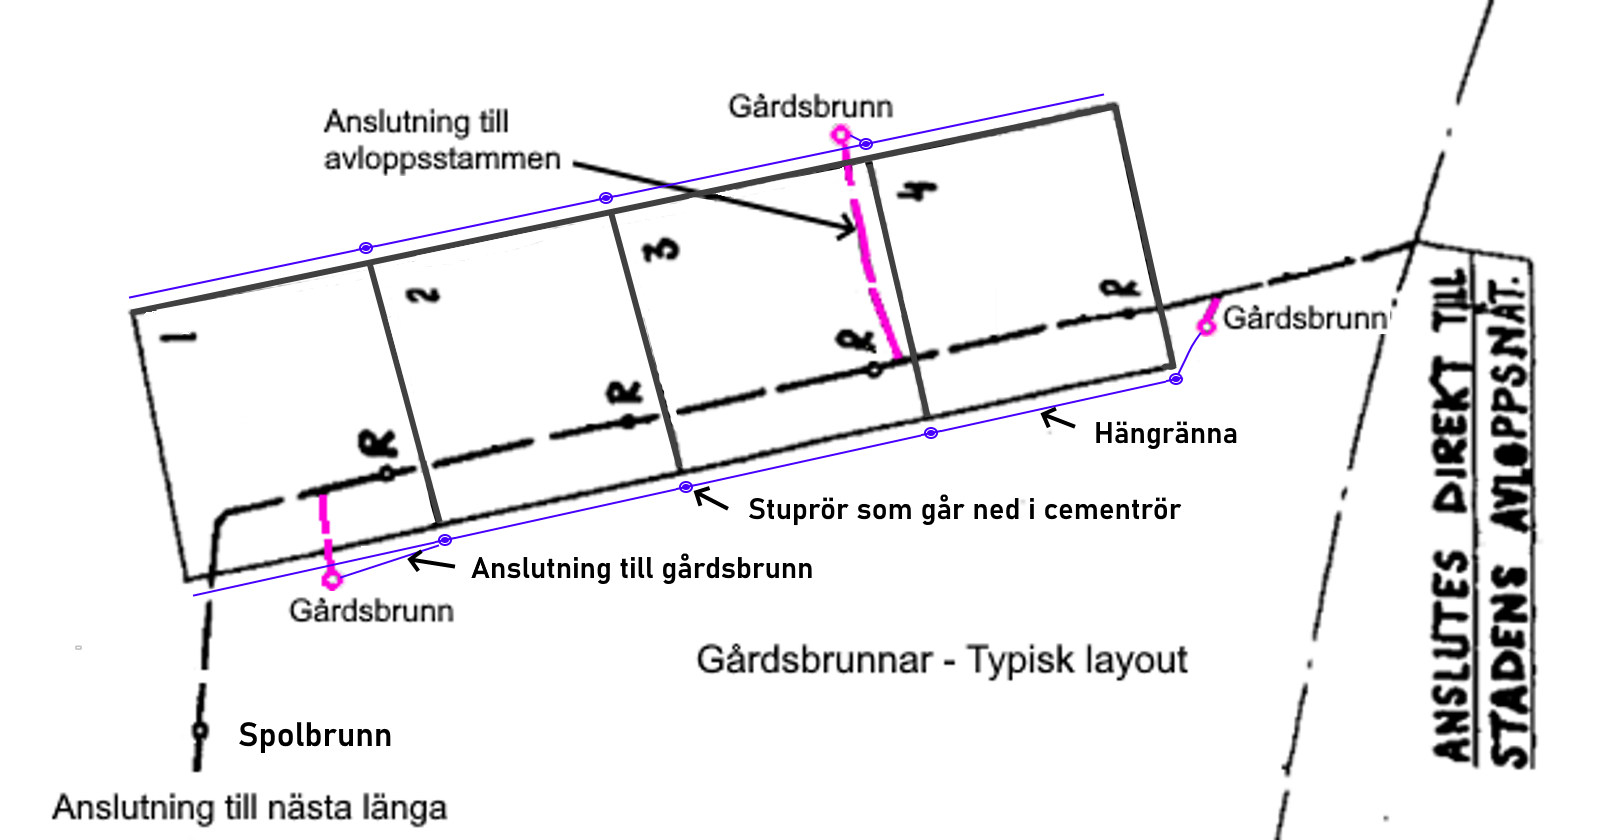 Gårdsbrunn
Anslutning till
avloppsstammen
1
2
3
4
R
R
R
R
Gårdsbrunn
Hängränna
Stuprör som går ned i cementrör
Anslutning till gårdsbrunn
Gårdsbrunn
Gårdsbrunnar - Typisk layout
Spolbrunn
Anslutning till nästa länga
ANSLUTES DIREKT TILL
STADENS AVLOPPSNÄT.